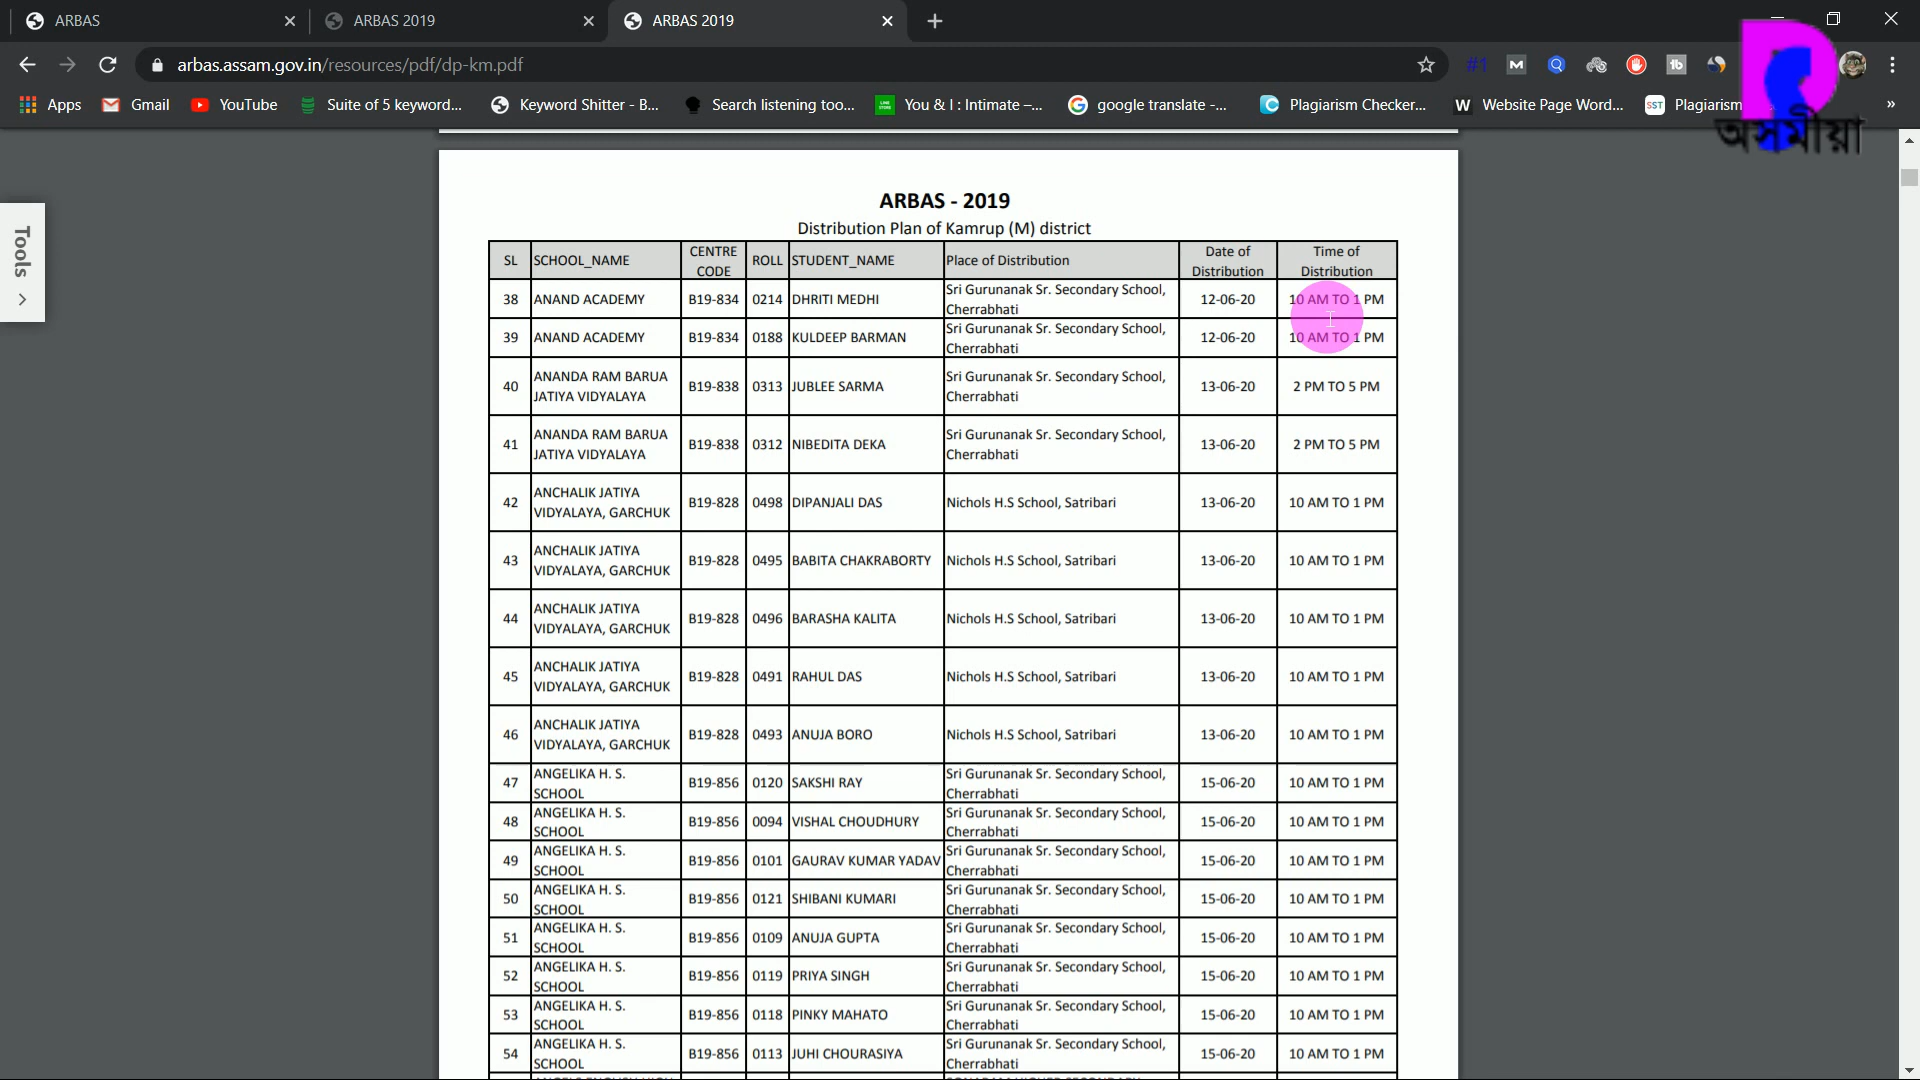 ARBAS
ARBAS 2019
ARBAS 2019
arbas.assam.gov.in/resources/pdf/dp-km.pdf
#1
Apps Gmail YouTube Suite of 5 keyword... Keyword Shitter - B... Search listening too... You & I : Intimate –... google translate -... Plagiarism Checker... W Website Page Word... SST Plagiarism »
অসমীয়া
Tools
ARBAS - 2019
Distribution Plan of Kamrup (M) district
SL SCHOOL_NAME CENTRE CODE ROLL STUDENT_NAME Place of Distribution Date of Distribution Time of Distribution
38 ANAND ACADEMY B19-834 0214 DHRITI MEDHI Sri Gurunanak Sr. Secondary School, Cherrabhati 12-06-20 10 AM TO 1 PM
39 ANAND ACADEMY B19-834 0188 KULDEEP BARMAN Sri Gurunanak Sr. Secondary School, Cherrabhati 12-06-20 10 AM TO 1 PM
40 ANANDA RAM BARUA JATIYA VIDYALAYA B19-838 0313 JUBLEE SARMA Sri Gurunanak Sr. Secondary School, Cherrabhati 13-06-20 2 PM TO 5 PM
41 ANANDA RAM BARUA JATIYA VIDYALAYA B19-838 0312 NIBEDITA DEKA Sri Gurunanak Sr. Secondary School, Cherrabhati 13-06-20 2 PM TO 5 PM
42 ANCHALIK JATIYA VIDYALAYA, GARCHUK B19-828 0498 DIPANJALI DAS Nichols H.S School, Satribari 13-06-20 10 AM TO 1 PM
43 ANCHALIK JATIYA VIDYALAYA, GARCHUK B19-828 0495 BABITA CHAKRABORTY Nichols H.S School, Satribari 13-06-20 10 AM TO 1 PM
44 ANCHALIK JATIYA VIDYALAYA, GARCHUK B19-828 0496 BARASHA KALITA Nichols H.S School, Satribari 13-06-20 10 AM TO 1 PM
45 ANCHALIK JATIYA VIDYALAYA, GARCHUK B19-828 0491 RAHUL DAS Nichols H.S School, Satribari 13-06-20 10 AM TO 1 PM
46 ANCHALIK JATIYA VIDYALAYA, GARCHUK B19-828 0493 ANUJA BORO Nichols H.S School, Satribari 13-06-20 10 AM TO 1 PM
47 ANGELIKA H. S. SCHOOL B19-856 0120 SAKSHI RAY Sri Gurunanak Sr. Secondary School, Cherrabhati 15-06-20 10 AM TO 1 PM
48 ANGELIKA H. S. SCHOOL B19-856 0094 VISHAL CHOUDHURY Sri Gurunanak Sr. Secondary School, Cherrabhati 15-06-20 10 AM TO 1 PM
49 ANGELIKA H. S. SCHOOL B19-856 0101 GAURAV KUMAR YADAV Sri Gurunanak Sr. Secondary School, Cherrabhati 15-06-20 10 AM TO 1 PM
50 ANGELIKA H. S. SCHOOL B19-856 0121 SHIBANI KUMARI Sri Gurunanak Sr. Secondary School, Cherrabhati 15-06-20 10 AM TO 1 PM
51 ANGELIKA H. S. SCHOOL B19-856 0109 ANUJA GUPTA Sri Gurunanak Sr. Secondary School, Cherrabhati 15-06-20 10 AM TO 1 PM
52 ANGELIKA H. S. SCHOOL B19-856 0119 PRIYA SINGH Sri Gurunanak Sr. Secondary School, Cherrabhati 15-06-20 10 AM TO 1 PM
53 ANGELIKA H. S. SCHOOL B19-856 0118 PINKY MAHATO Sri Gurunanak Sr. Secondary School, Cherrabhati 15-06-20 10 AM TO 1 PM
54 ANGELIKA H. S. SCHOOL B19-856 0113 JUHI CHOURASIYA Sri Gurunanak Sr. Secondary School, Cherrabhati 15-06-20 10 AM TO 1 PM